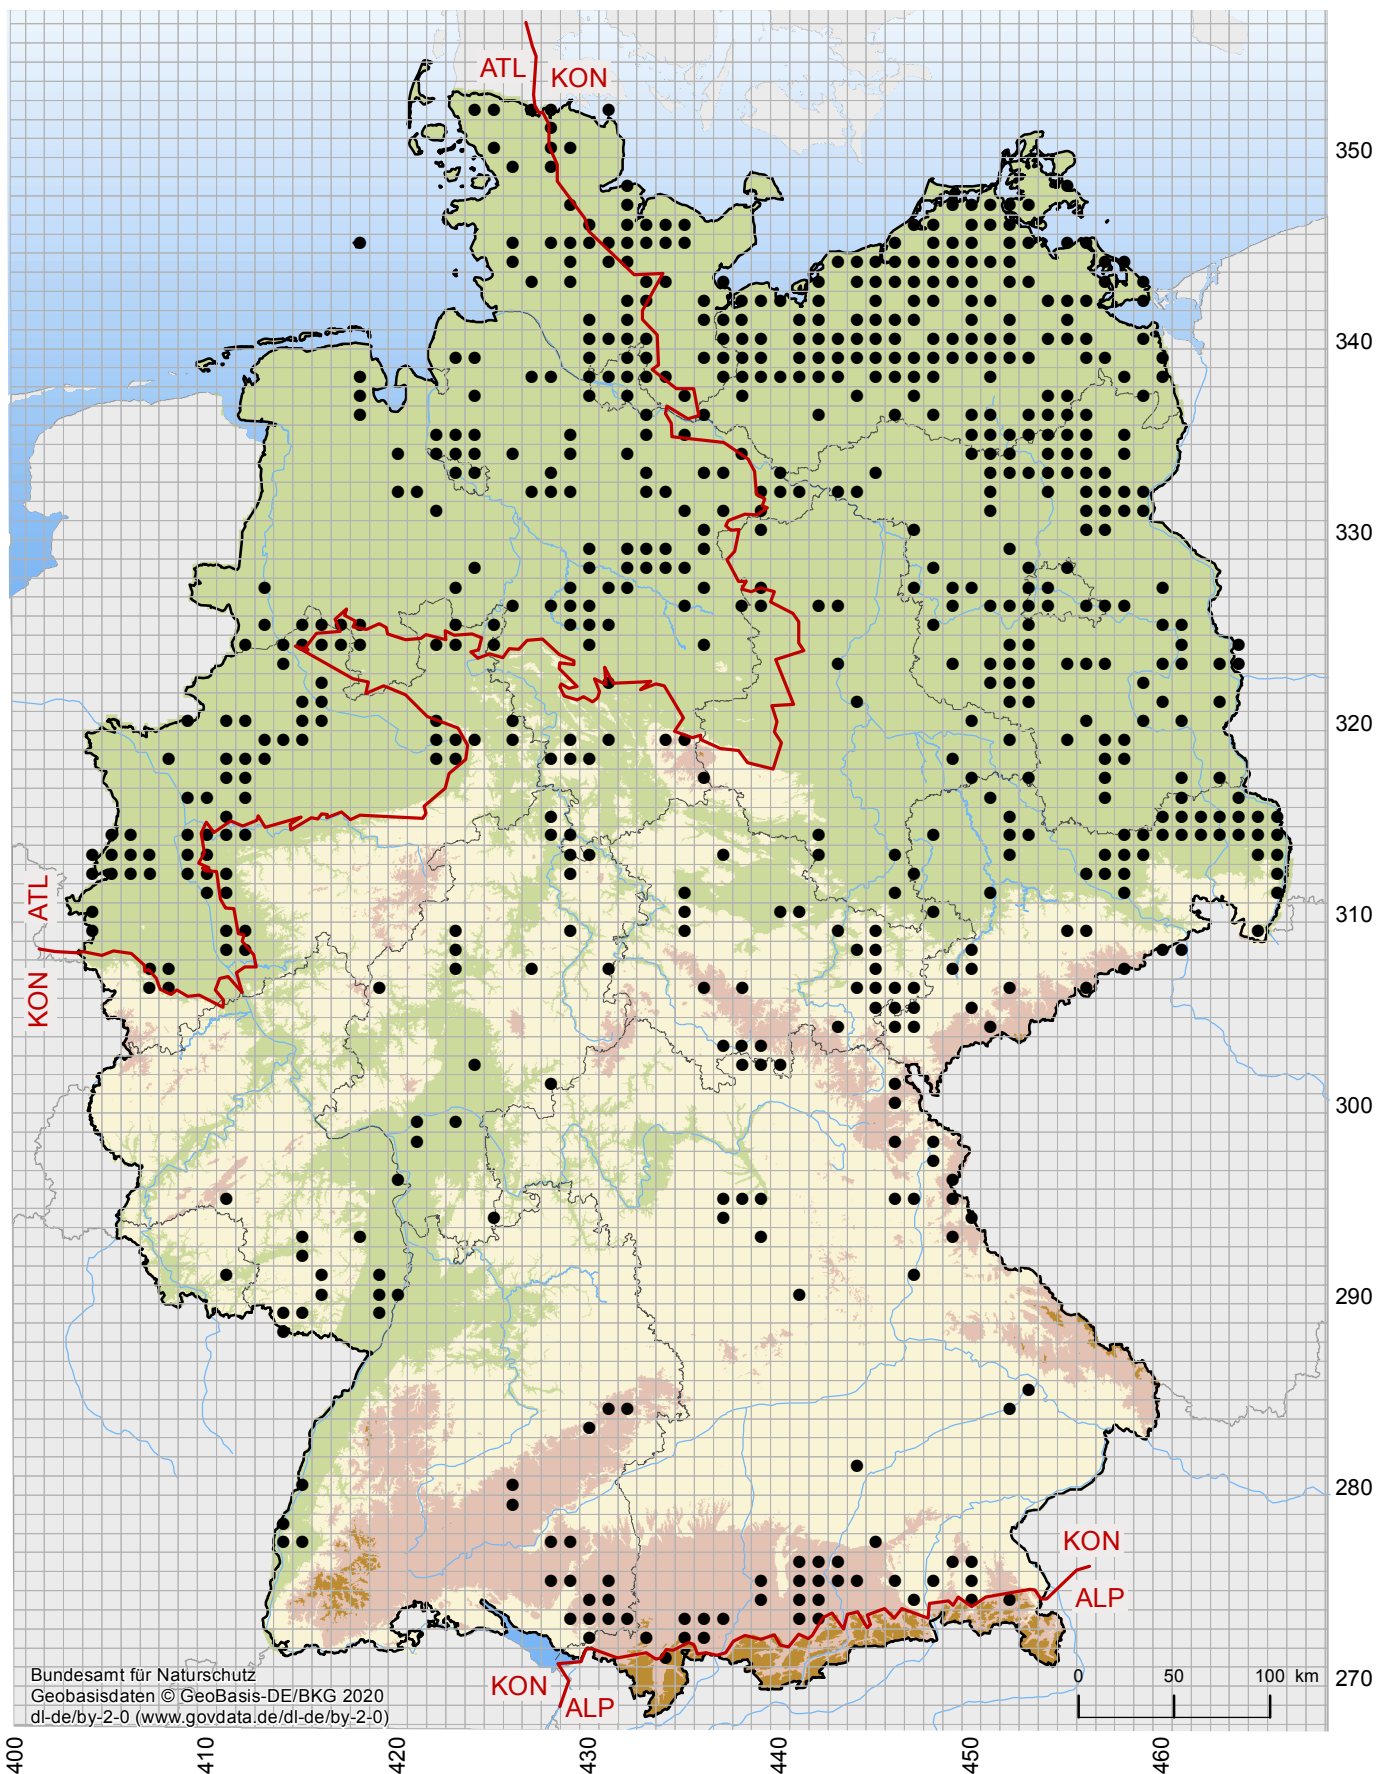 ATL
KON
350
340
330
320
ATL
310
KON
300
290
280
KON
ALP
KON
ALP
0 50 100 km
270
Bundesamt für Naturschutz
Geobasisdaten © GeoBasis-DE/BKG 2020
dl-de/by-2-0 (www.govdata.de/dl-de/by-2-0)
400 410 420 430 440 450 460